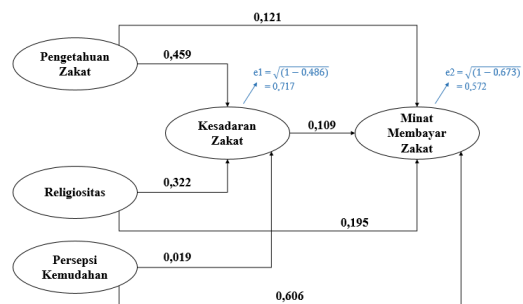 0,121
Pengetahuan
Zakat
0,459
e1 = √(1 − 0.486)
= 0,717
e2 = √(1 − 0.673)
= 0,572
Kesadaran
Zakat
0,109
Minat
Membayar
Zakat
Religiositas
0,322
0,195
Persepsi
Kemudahan
0,019
0,606